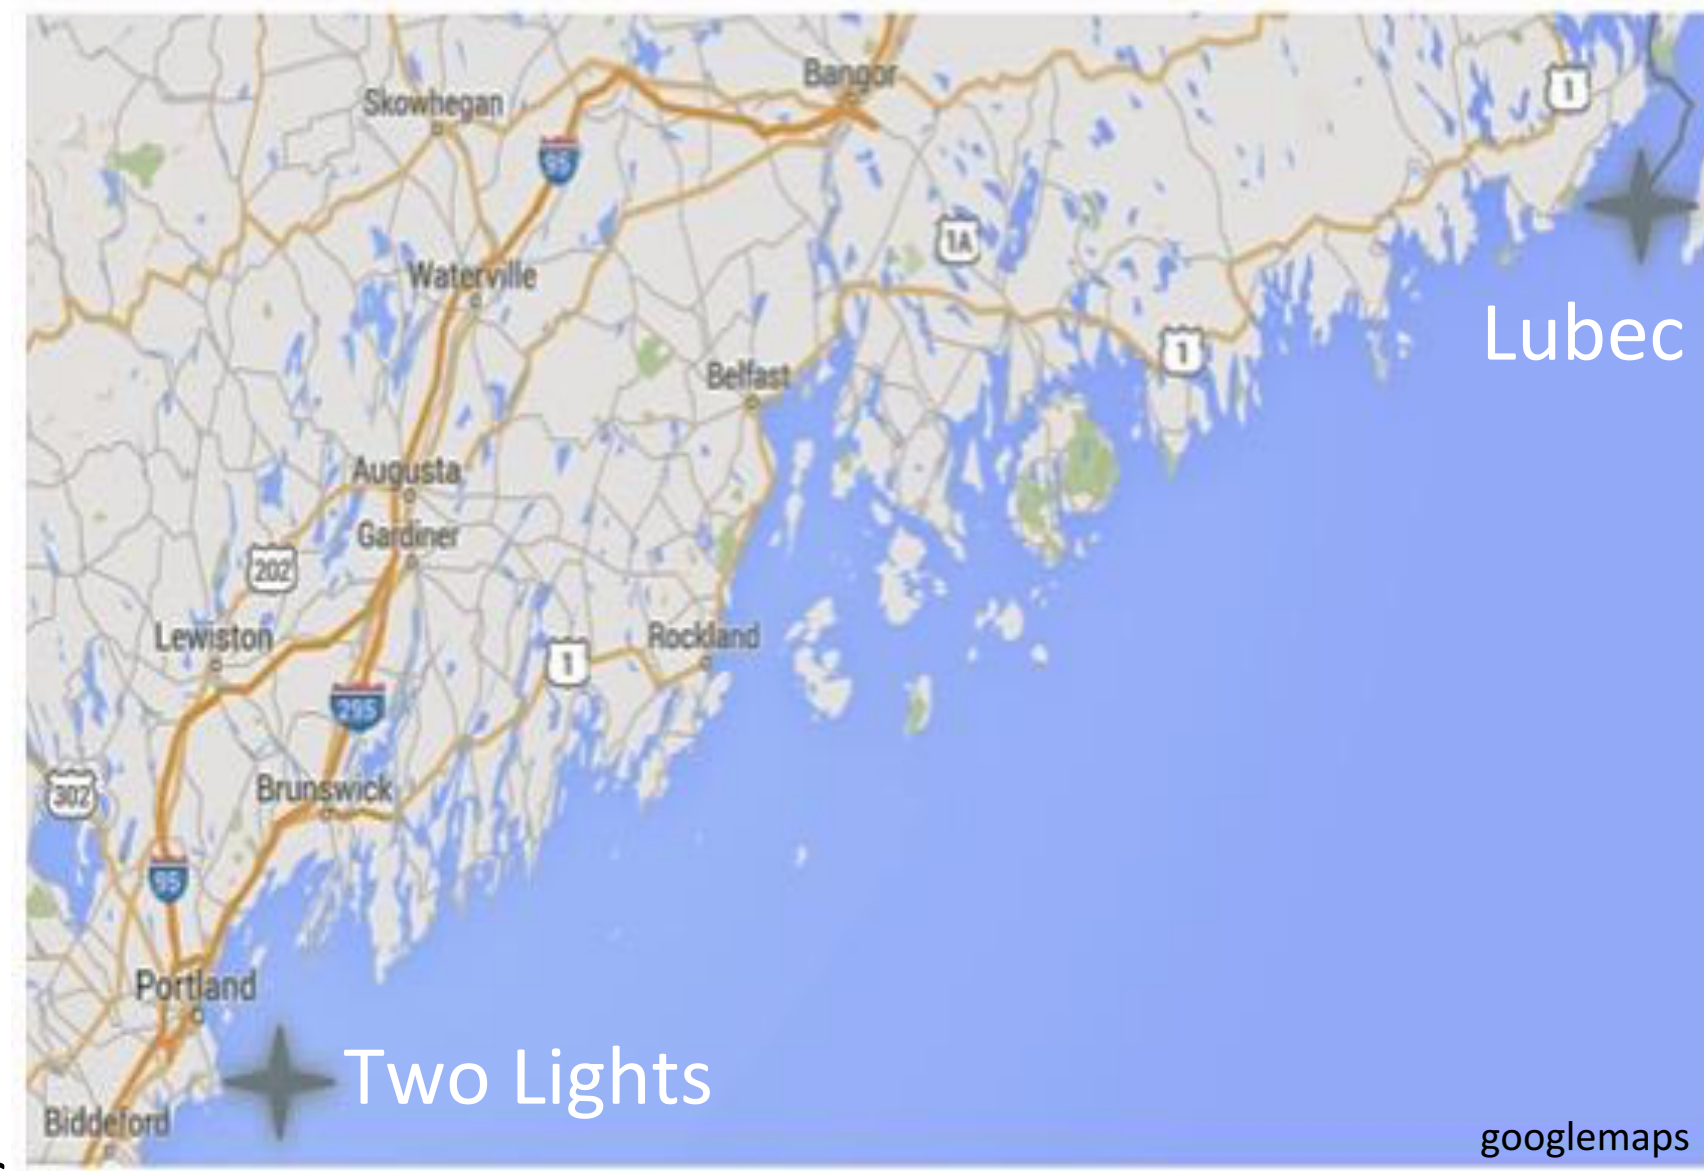 Bangor
1
Skowhegan
95
1A
Waterville
Lubec
1
Belfast
Augusta
Gardiner
202
Lewiston
Rockland
1
295
Brunswick
302
95
Portland
Two Lights
Biddeford
googlemaps